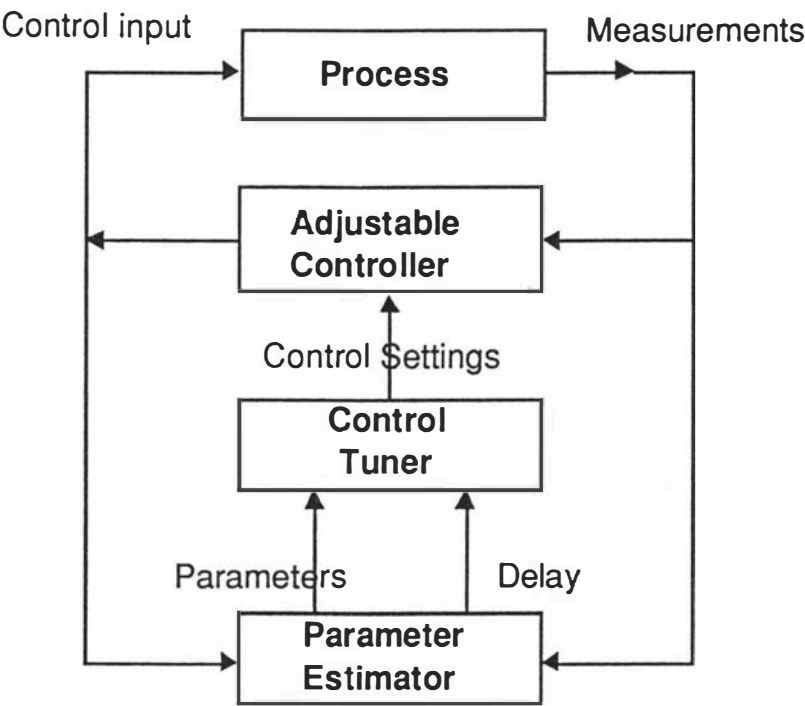 Control input
Measurements
Process
Adjustable
Controller
Control Settings
Control
Tuner
Parameters
Delay
Parameter
Estimator